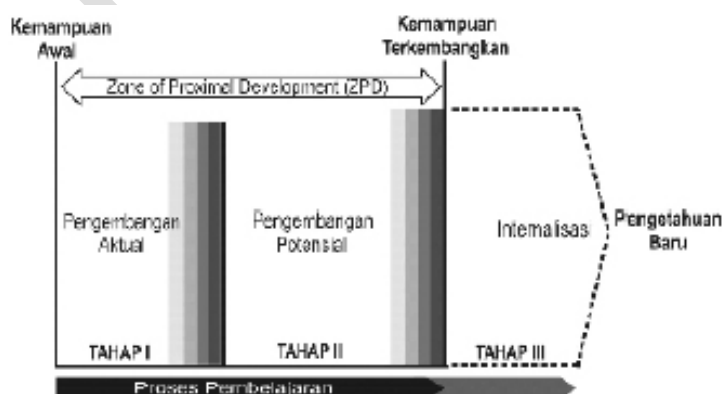 Kemampuan
Awal
Kemampuan
Terkembangkan
Zone of Proximal Development (ZPD)
Pengembangan
Aktual
Pengembangan
Potensial
Internalisasi
Pengetahuan
Baru
TAHAP I
TAHAP II
TAHAP III
Proses Pembelajaran